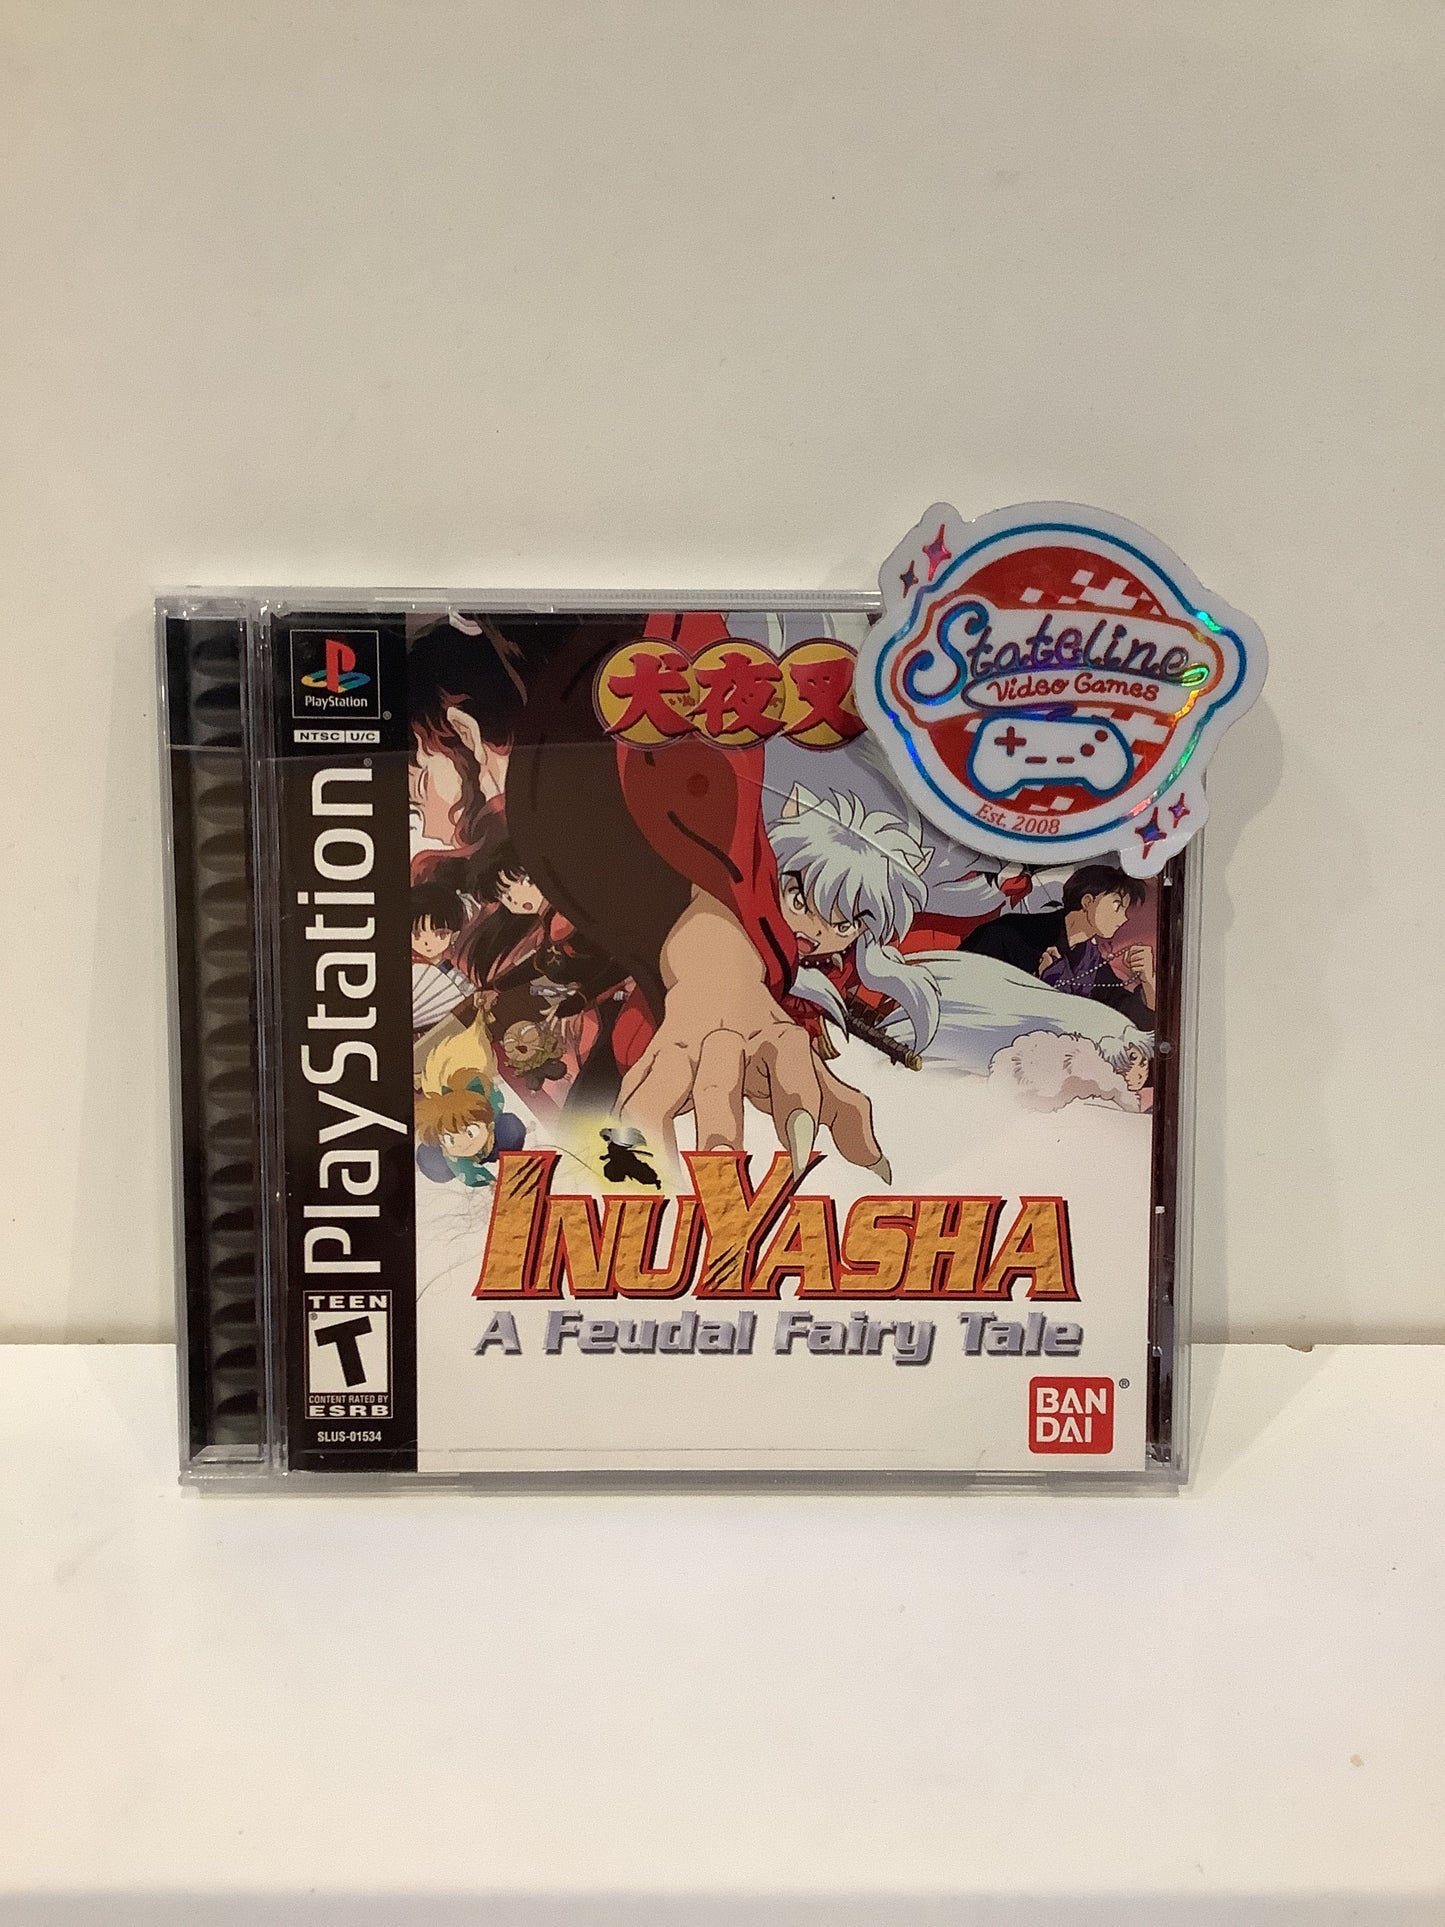 PlayStation
®
NTSC U/C
PlayStation®
TEEN
T
®
CONTENT RATED BY
ESRB
SLUS-01534
犬夜叉
Stateline
Video Games
Est. 2008
INUYASHA
A Feudal Fairy Tale
BAN
DAI
®